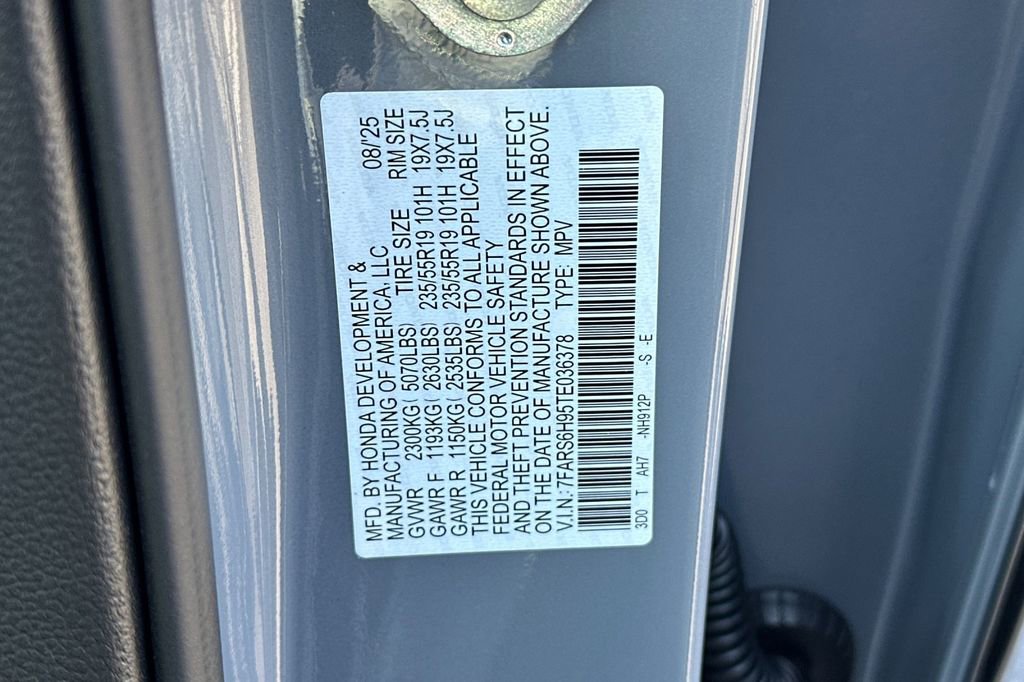 MFD. BY HONDA DEVELOPMENT &
MANUFACTURING OF AMERICA, LLC 08/'25
GVWR 2300KG ( 5070LBS) TIRE SIZE RIM SIZE
GAWR F 1193KG ( 2630LBS) 235/55R19 101H 19X7.5J
GAWR R 1150KG ( 2535LBS) 235/55R19 101H 19X7.5J
THIS VEHICLE CONFORMS TO ALL APPLICABLE
FEDERAL MOTOR VEHICLE SAFETY
AND THEFT PREVENTION STANDARDS IN EFFECT
ON THE DATE OF MANUFACTURE SHOWN ABOVE.
V.I.N.: 7FARS6H95TE036378 TYPE: MPV
3D0 T AH7 -NH912P -S -E